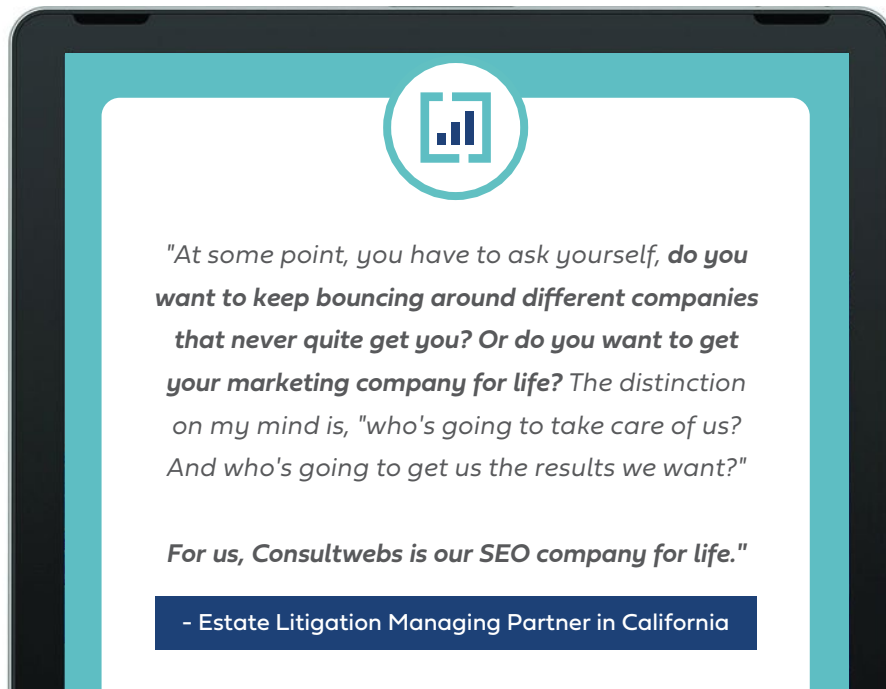 "At some point, you have to ask yourself, do you
want to keep bouncing around different companies
that never quite get you? Or do you want to get
your marketing company for life? The distinction
on my mind is, "who's going to take care of us?
And who's going to get us the results we want?"
For us, Consultwebs is our SEO company for life."
- Estate Litigation Managing Partner in California